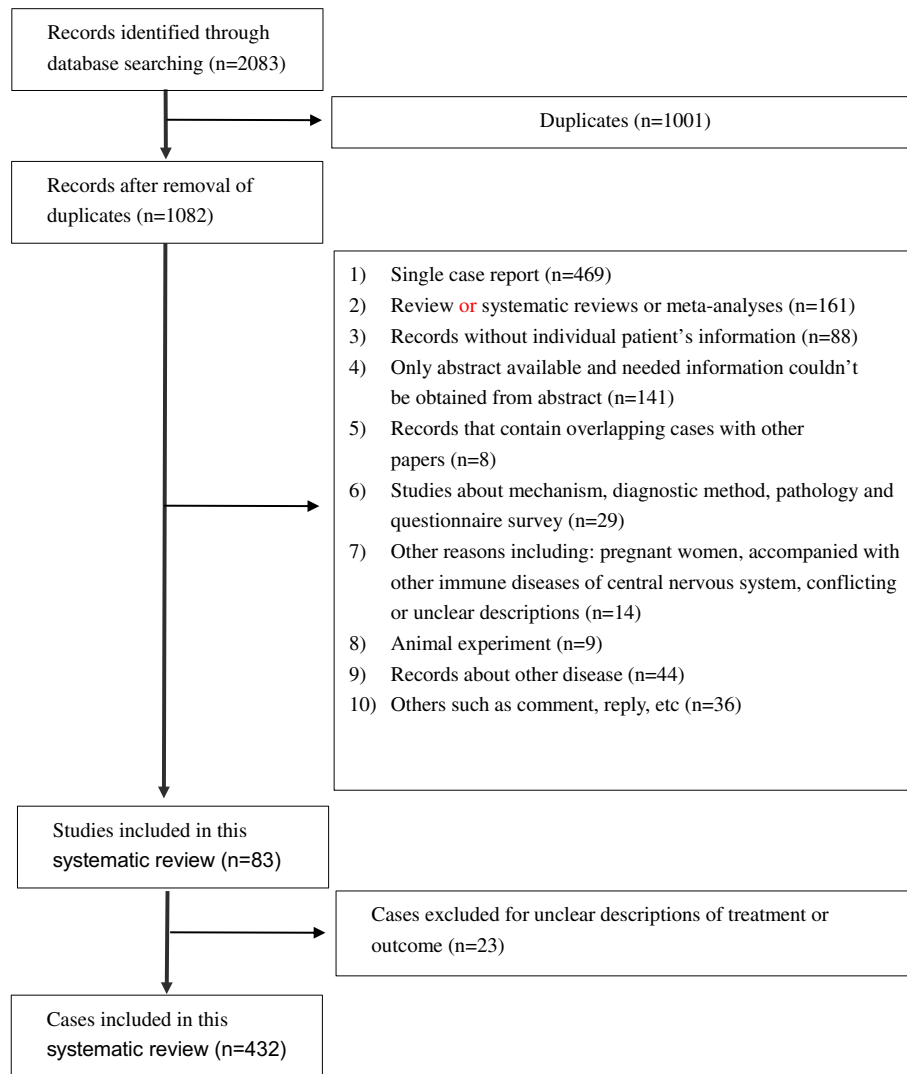 Records identified through
database searching (n=2083)
Duplicates (n=1001)
Records after removal of
duplicates (n=1082)
1) Single case report (n=469)
2) Review or systematic reviews or meta-analyses (n=161)
3) Records without individual patient’s information (n=88)
4) Only abstract available and needed information couldn’t
be obtained from abstract (n=141)
5) Records that contain overlapping cases with other
papers (n=8)
6) Studies about mechanism, diagnostic method, pathology and
questionnaire survey (n=29)
7) Other reasons including: pregnant women, accompanied with
other immune diseases of central nervous system, conflicting
or unclear descriptions (n=14)
8) Animal experiment (n=9)
9) Records about other disease (n=44)
10) Others such as comment, reply, etc (n=36)
Studies included in this
systematic review (n=83)
Cases excluded for unclear descriptions of treatment or
outcome (n=23)
Cases included in this
systematic review (n=432)